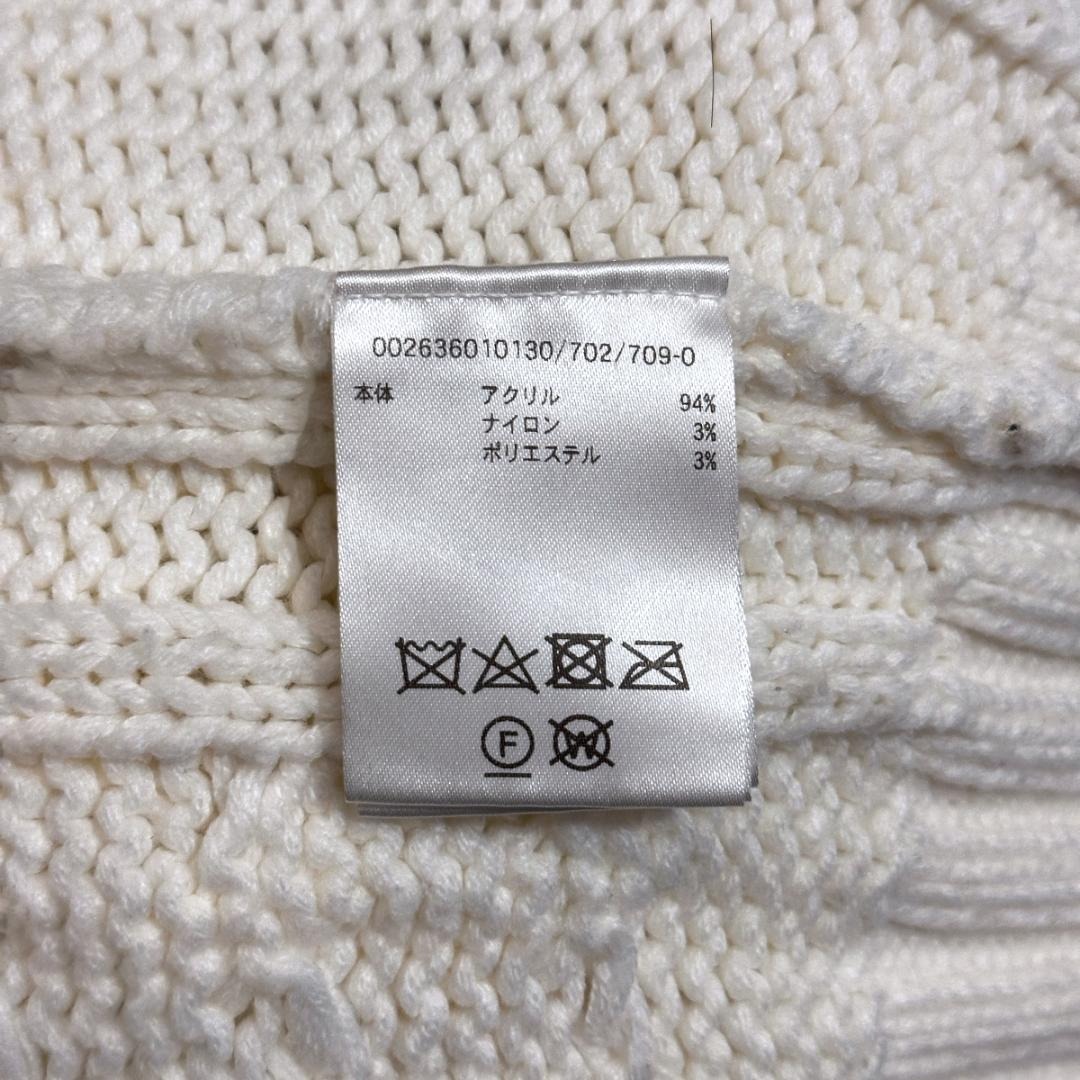 002636010130/702/709-0
本体 アクリル 94%
ナイロン 3%
ポリエステル 3%
F W